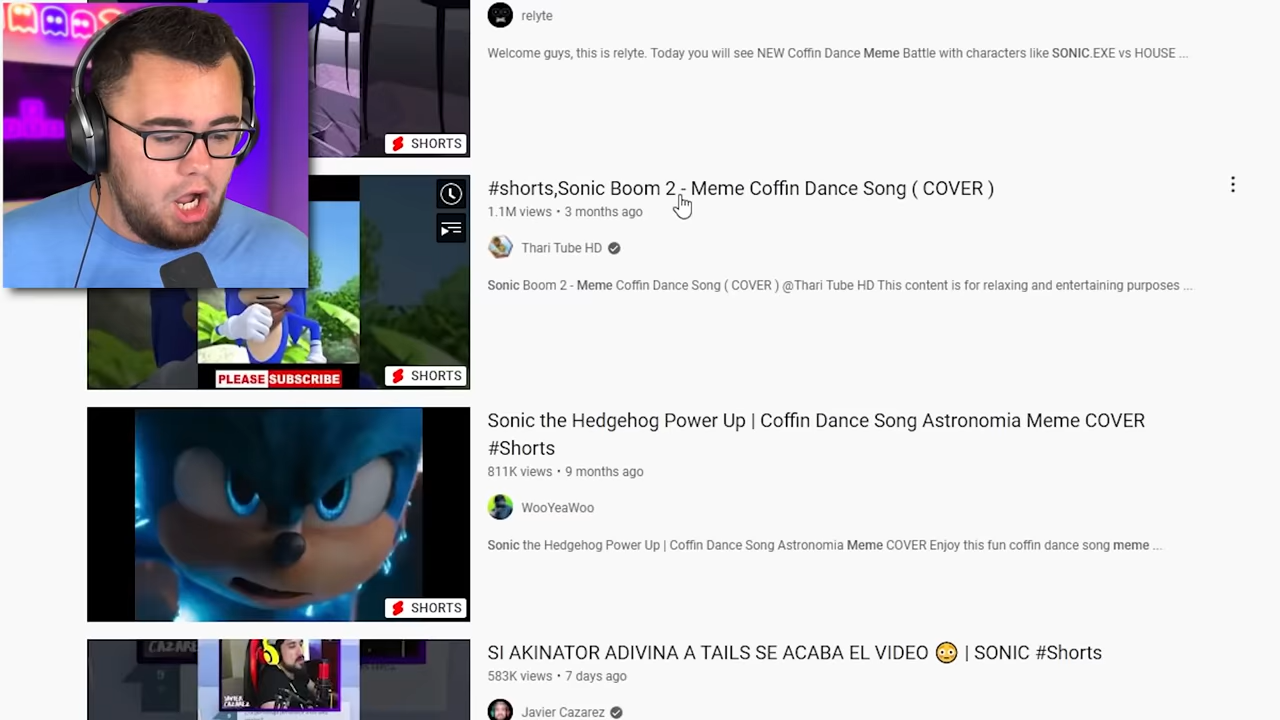 relyte
Welcome guys, this is relyte. Today you will see NEW Coffin Dance Meme Battle with characters like SONIC.EXE vs HOUSE ...
SHORTS
#shorts,Sonic Boom 2 - Meme Coffin Dance Song ( COVER )
1.1M views • 3 months ago
Thari Tube HD
Sonic Boom 2 - Meme Coffin Dance Song ( COVER ) @Thari Tube HD This content is for relaxing and entertaining purposes ...
PLEASE SUBSCRIBE
SHORTS
Sonic the Hedgehog Power Up | Coffin Dance Song Astronomia Meme COVER
#Shorts
811K views • 9 months ago
WooYeaWoo
Sonic the Hedgehog Power Up | Coffin Dance Song Astronomia Meme COVER Enjoy this fun coffin dance song meme ...
SHORTS
SI AKINATOR ADIVINA A TAILS SE ACABA EL VIDEO 😳 | SONIC #Shorts
583K views • 7 days ago
Javier Cazarez